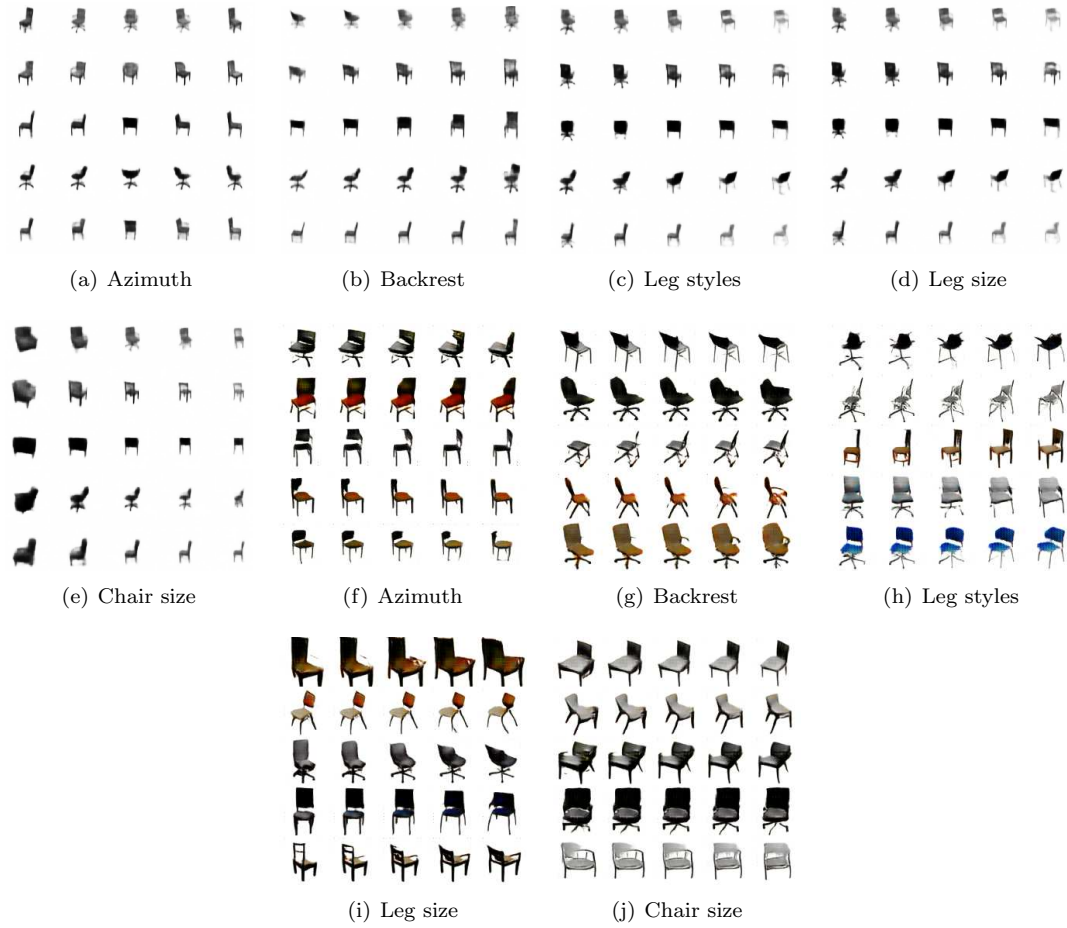 (a) Azimuth
(b) Backrest
(c) Leg styles
(d) Leg size
(e) Chair size
(f) Azimuth
(g) Backrest
(h) Leg styles
(i) Leg size
(j) Chair size